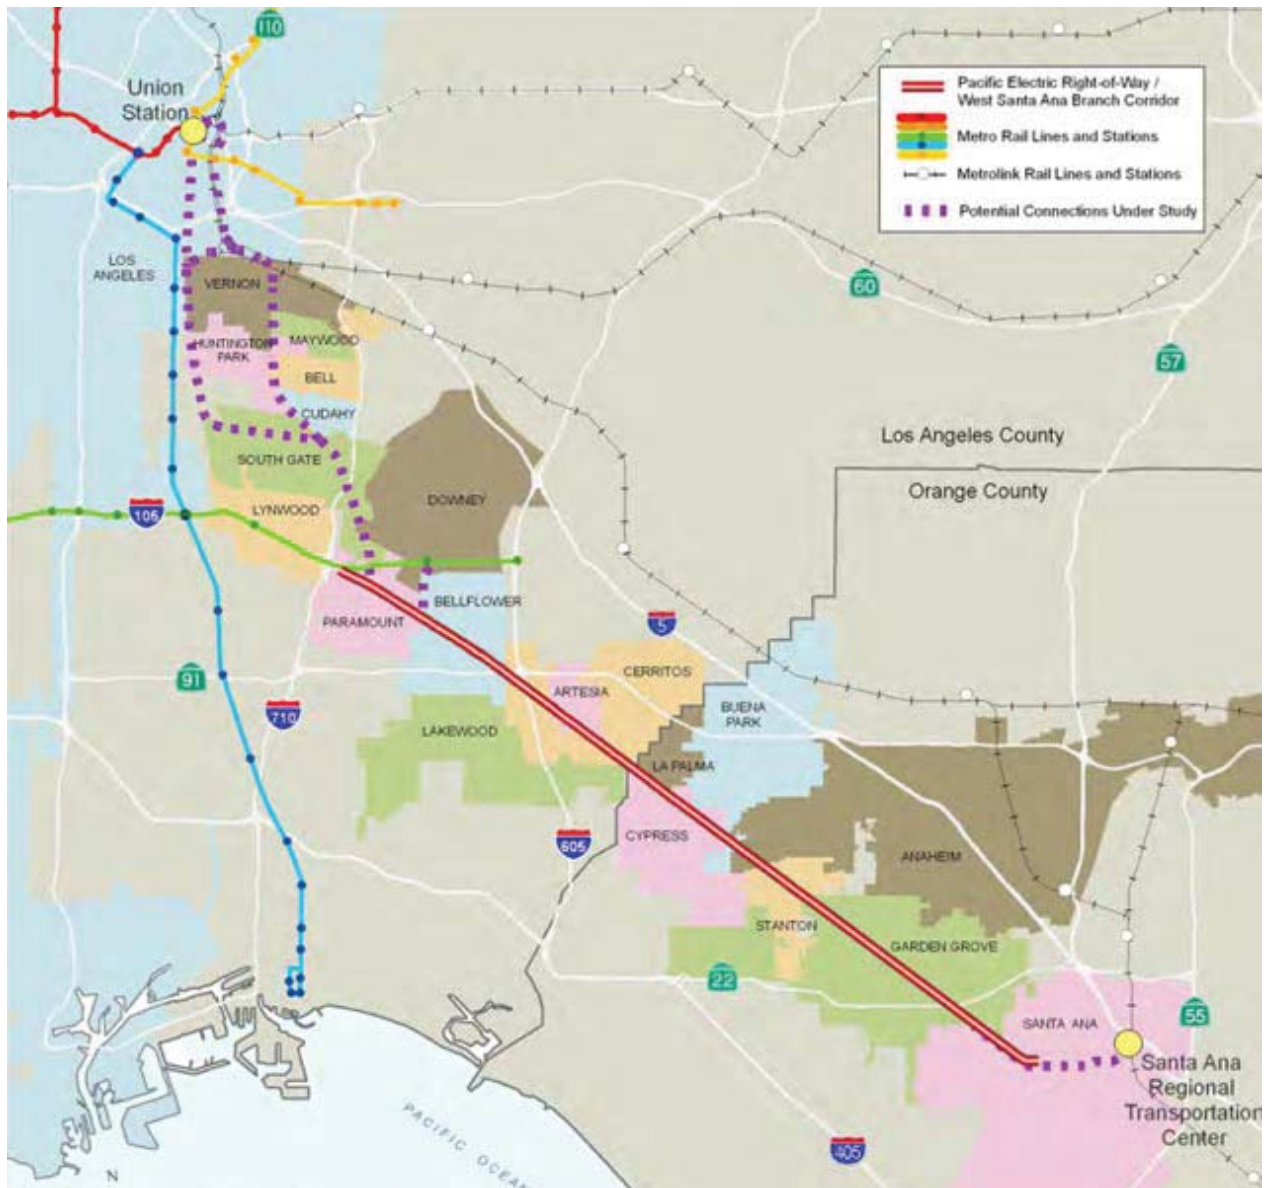 110
Union
Station
Pacific Electric Right-of-Way /
West Santa Ana Branch Corridor
Metro Rail Lines and Stations
Metrolink Rail Lines and Stations
Potential Connections Under Study
LOS
ANGELES
VERNON
60
HUNTINGTON
PARK
MAYWOOD
57
BELL
CUDAHY
Los Angeles County
SOUTH GATE
Orange County
DOWNEY
105
LYNWOOD
BELLFLOWER
PARAMOUNT
5
91
CERRITOS
ARTESIA
710
BUENA
PARK
LAKEWOOD
LA PALMA
605
CYPRESS
ANAHEIM
STANTON
GARDEN GROVE
22
SANTA ANA
55
Santa Ana
Regional
Transportation
Center
PACIFIC OCEAN
405
N